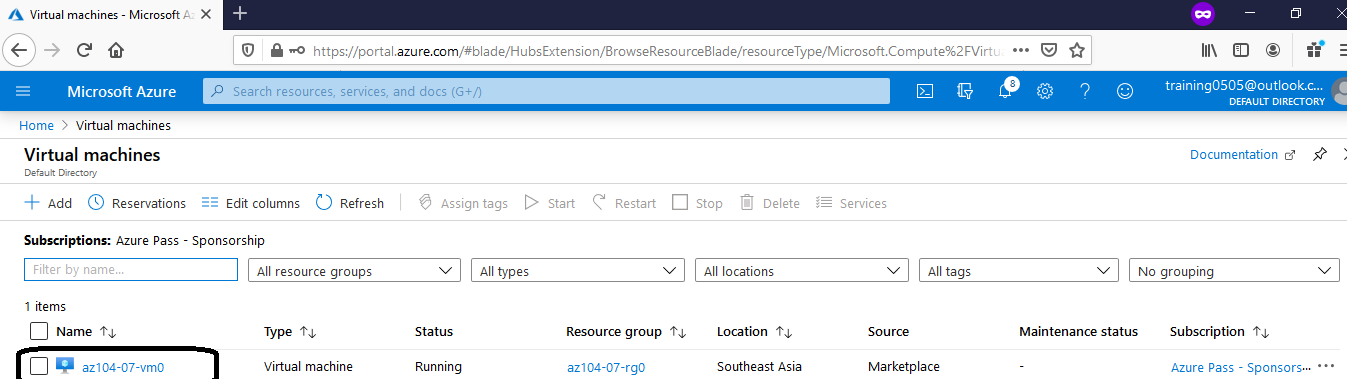 Virtual machines - Microsoft Az
https://portal.azure.com/#blade/HubsExtension/BrowseResourceBlade/resourceType/Microsoft.Compute%2FVirtu
Microsoft Azure
Search resources, services, and docs (G+/)
8
training0505@outlook.c...
DEFAULT DIRECTORY
Home > Virtual machines
Virtual machines
Default Directory
Documentation
Add Reservations Edit columns Refresh Assign tags Start Restart Stop Delete Services
Subscriptions: Azure Pass - Sponsorship
Filter by name... All resource groups All types All locations All tags No grouping
1 items
Name Type Status Resource group Location Source Maintenance status Subscription
az104-07-vm0 Virtual machine Running az104-07-rg0 Southeast Asia Marketplace - Azure Pass - Sponsors...